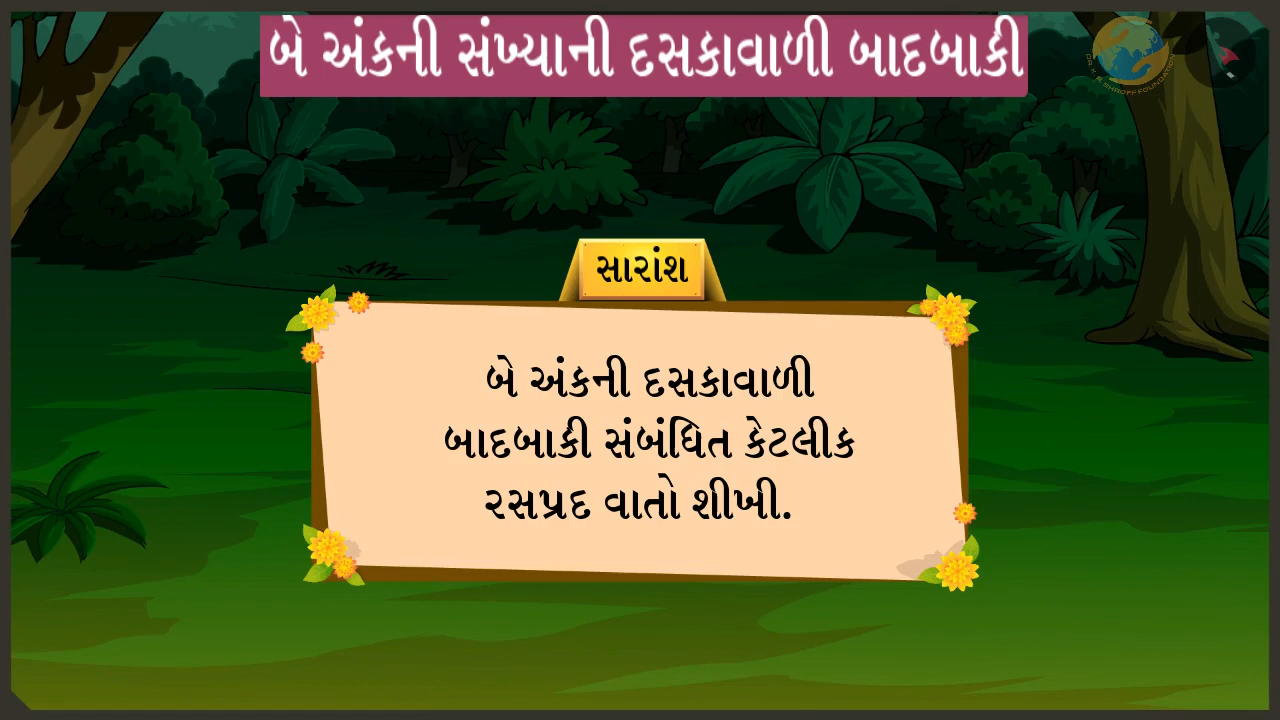 બે અંકની સંખ્યાની દસકાવાળી બાદબાકી
સારાંશ
બે અંકની દસકાવાળી
બાદબાકી સંબંધિત કેટલીક
રસપ્રદ વાતો શીખી.